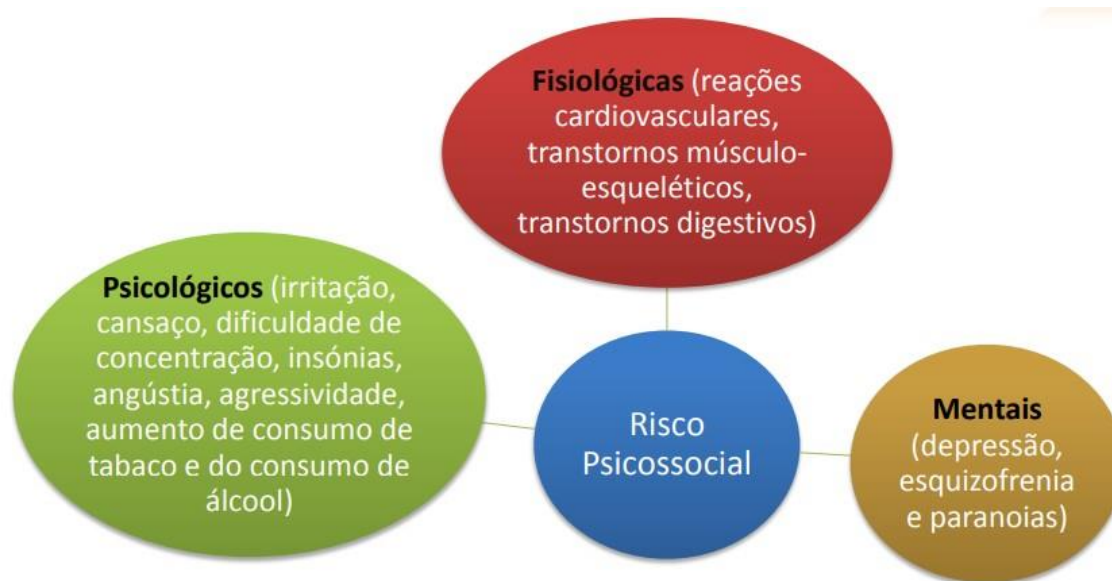 Fisiológicas (reações
cardiovasculares,
transtornos músculo-
esqueléticos,
transtornos digestivos)
Psicológicos (irritação,
cansaço, dificuldade de
concentração, insónias,
angústia, agressividade,
aumento de consumo de
tabaco e do consumo de
álcool)
Risco
Psicossocial
Mentais
(depressão,
esquizofrenia
e paranoias)